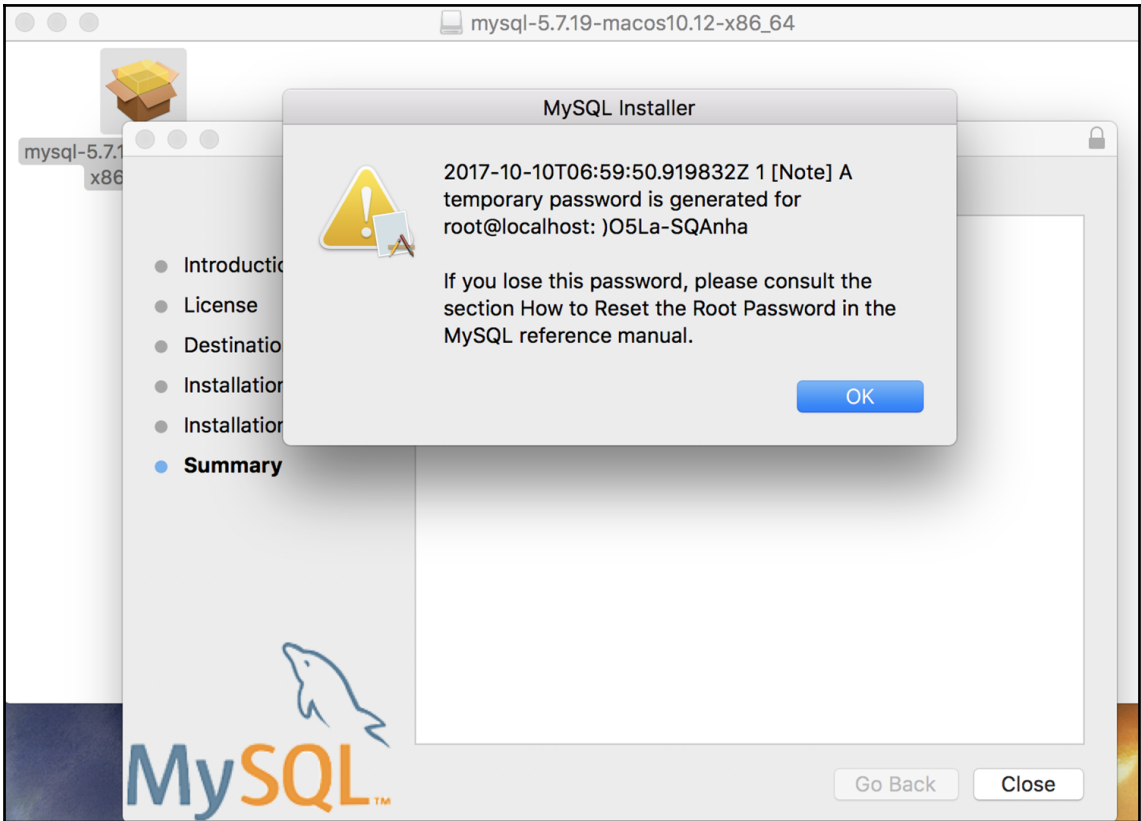 mysql-5.7.19-macos10.12-x86_64
MySQL Installer
mysql-5.7.1
x86
2017-10-10T06:59:50.919832Z 1 [Note] A
temporary password is generated for
root@localhost: )O5La-SQAnha
If you lose this password, please consult the
section How to Reset the Root Password in the
MySQL reference manual.
OK
Introductio
License
Destinatio
Installation
Installation
Summary
MySQL™
Go Back
Close